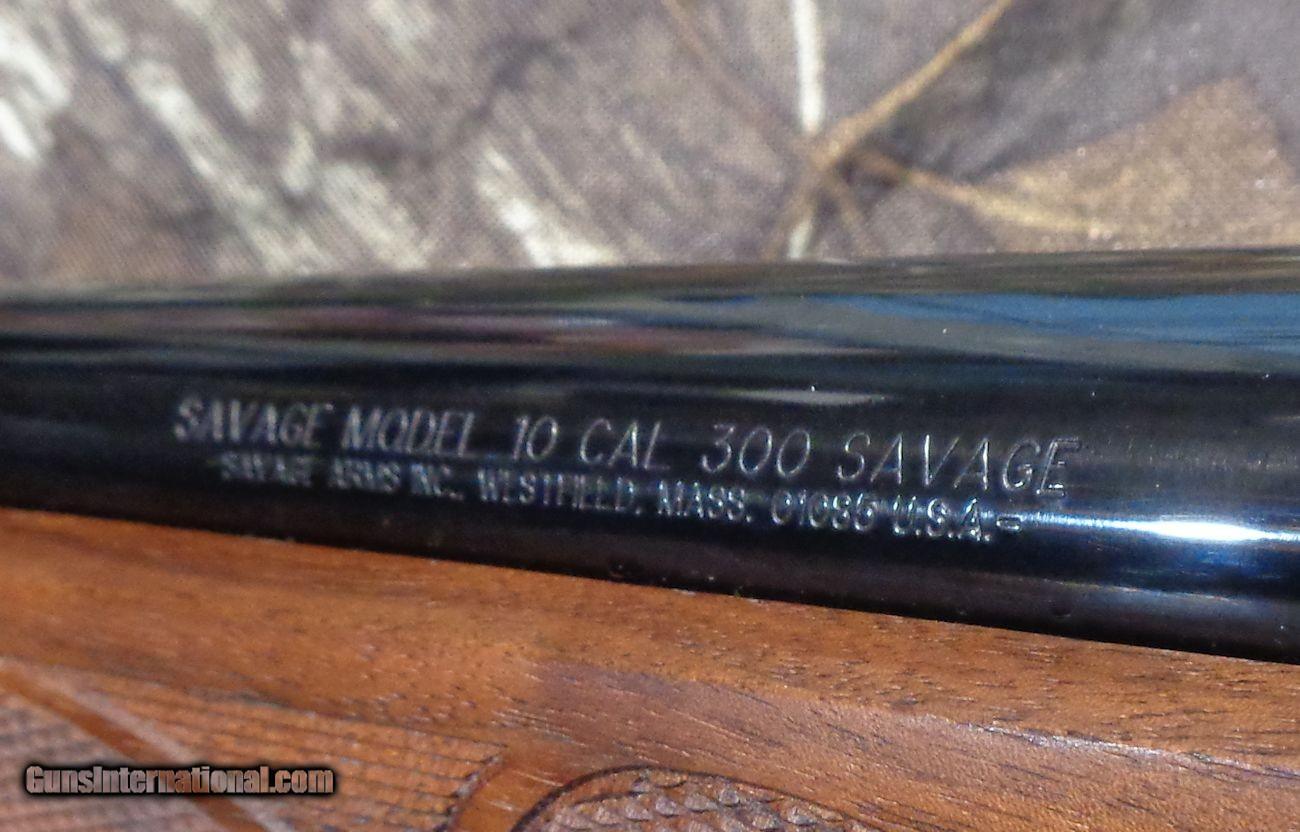 SAVAGE MODEL 10 CAL 300 SAVAGE
SAVAGE ARMS INC., WESTFIELD, MASS. 01085 U.S.A.-
GunsInternational.com